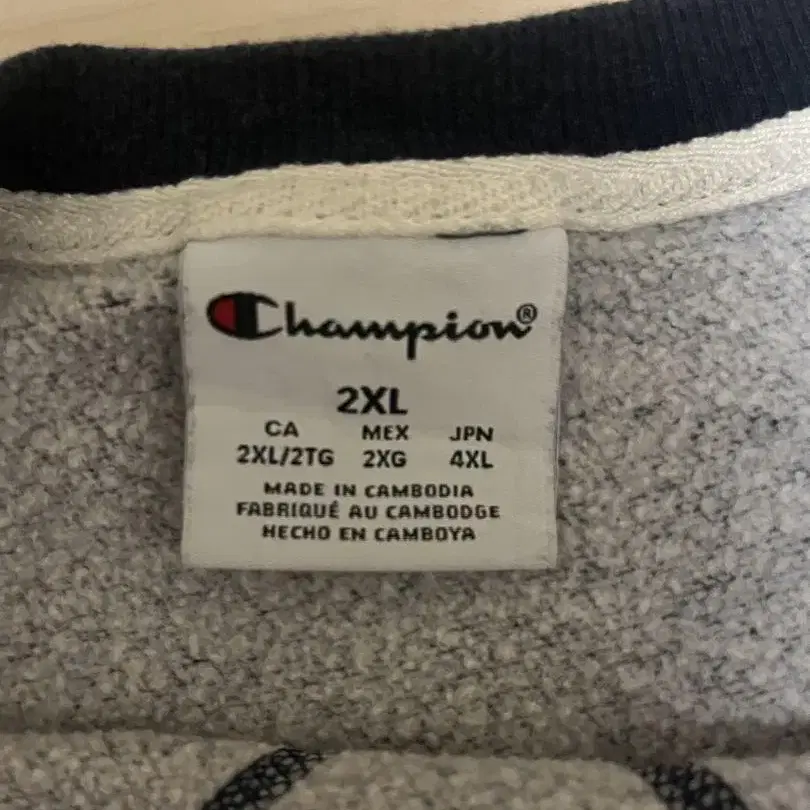 Champion®
2XL
CA MEX JPN
2XL/2TG 2XG 4XL
MADE IN CAMBODIA
FABRIQUÉ AU CAMBODGE
HECHO EN CAMBOYA